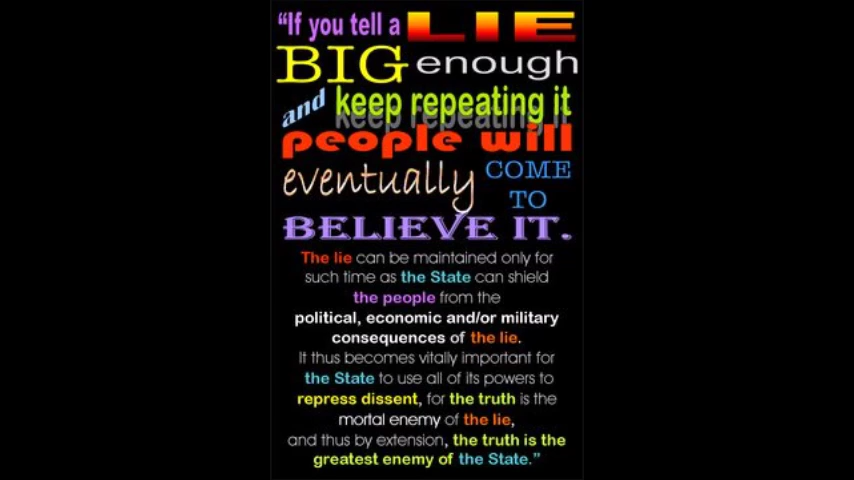 “If you tell a LIE
BIG enough
and keep repeating it
people will
eventually COME TO
BELIEVE IT.
The lie can be maintained only for
such time as the State can shield
the people from the
political, economic and/or military
consequences of the lie.
It thus becomes vitally important for
the State to use all of its powers to
repress dissent, for the truth is the
mortal enemy of the lie,
and thus by extension, the truth is the
greatest enemy of the State.”